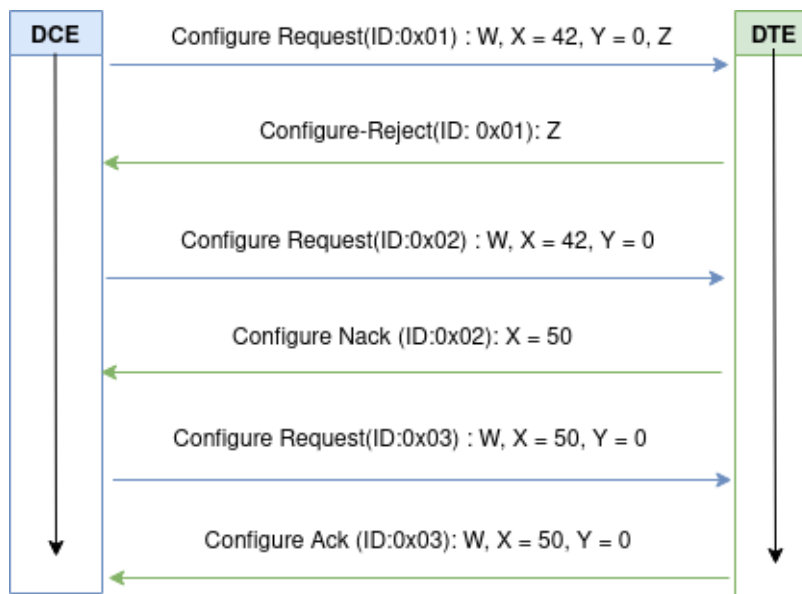 DCE
DTE
Configure Request(ID:0x01) : W, X = 42, Y = 0, Z
Configure-Reject(ID: 0x01): Z
Configure Request(ID:0x02) : W, X = 42, Y = 0
Configure Nack (ID:0x02): X = 50
Configure Request(ID:0x03) : W, X = 50, Y = 0
Configure Ack (ID:0x03): W, X = 50, Y = 0